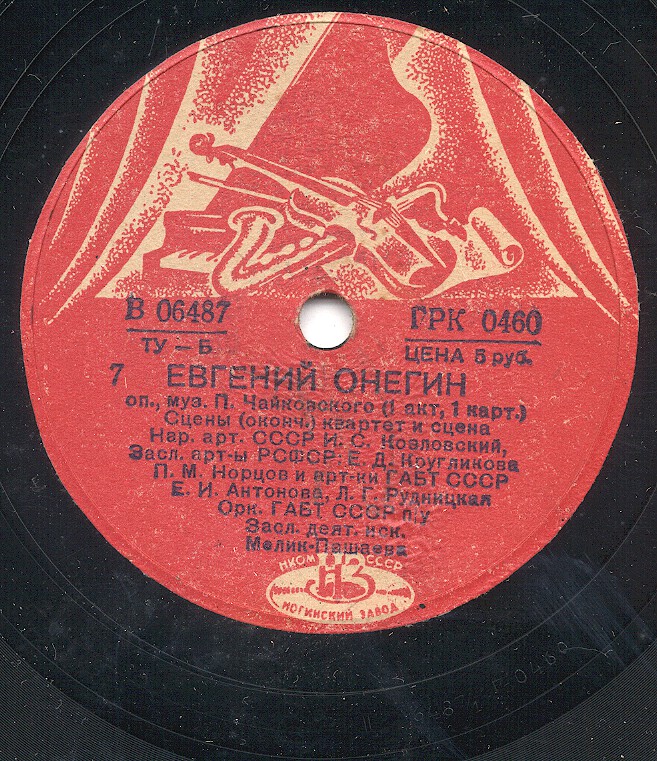 В 06487
ГРК 0460
ТУ — Б
ЦЕНА 5 руб.
7 ЕВГЕНИЙ ОНЕГИН
оп., муз. П. Чайковского (1 акт, 1 карт.)
Сцены (оконч.) квартет и сцена
Нар. арт. СССР И. С. Козловский,
Засл. арт-ы РСФСР: Е. Д. Кругликова
П. М. Норцов и арт-ки ГАБТ СССР
Е. И. Антонова, Л. Г. Рудницкая
Орк. ГАБТ СССР п/у
Засл. деят. иск.
Мелик-Пашаева
НКОМ СССР
НЗ
НОГИНСКИЙ ЗАВОД